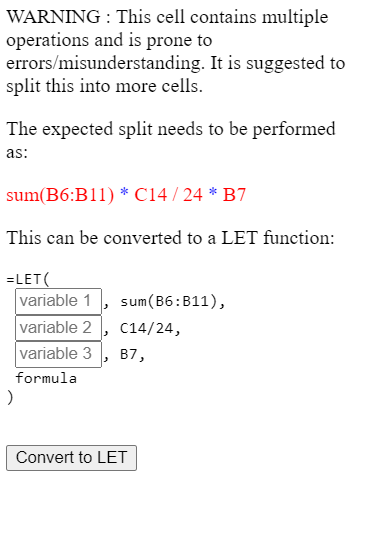 WARNING : This cell contains multiple
operations and is prone to
errors/misunderstanding. It is suggested to
split this into more cells.
The expected split needs to be performed
as:
sum(B6:B11) * C14 / 24 * B7
This can be converted to a LET function:
=LET(
variable 1 , sum(B6:B11),
variable 2 , C14/24,
variable 3 , B7,
formula
)
Convert to LET